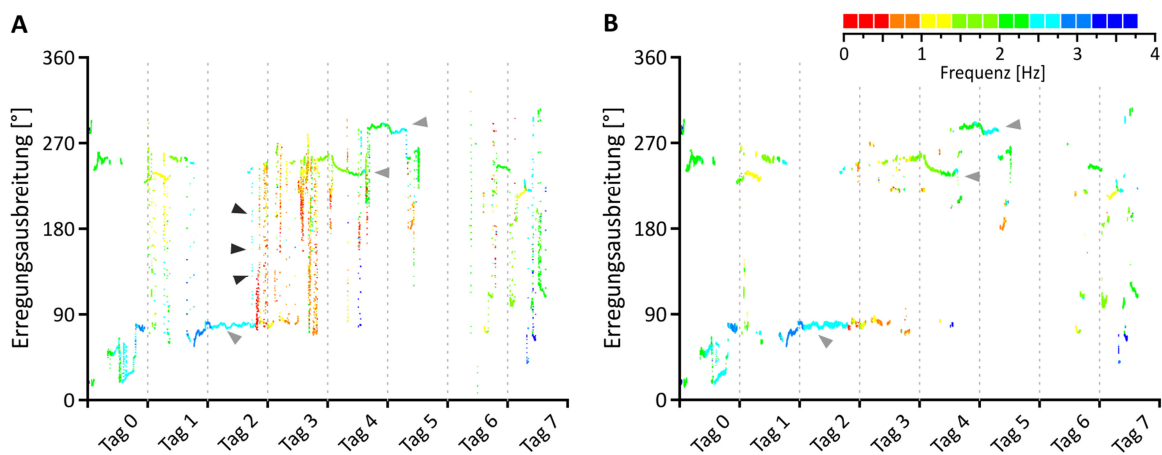 A
Erregungsausbreitung [°]
360
270
180
90
0
Tag 0
Tag 1
Tag 2
Tag 3
Tag 4
Tag 5
Tag 6
Tag 7
B
0 1 2 3 4
Frequenz [Hz]
Erregungsausbreitung [°]
360
270
180
90
0
Tag 0
Tag 1
Tag 2
Tag 3
Tag 4
Tag 5
Tag 6
Tag 7